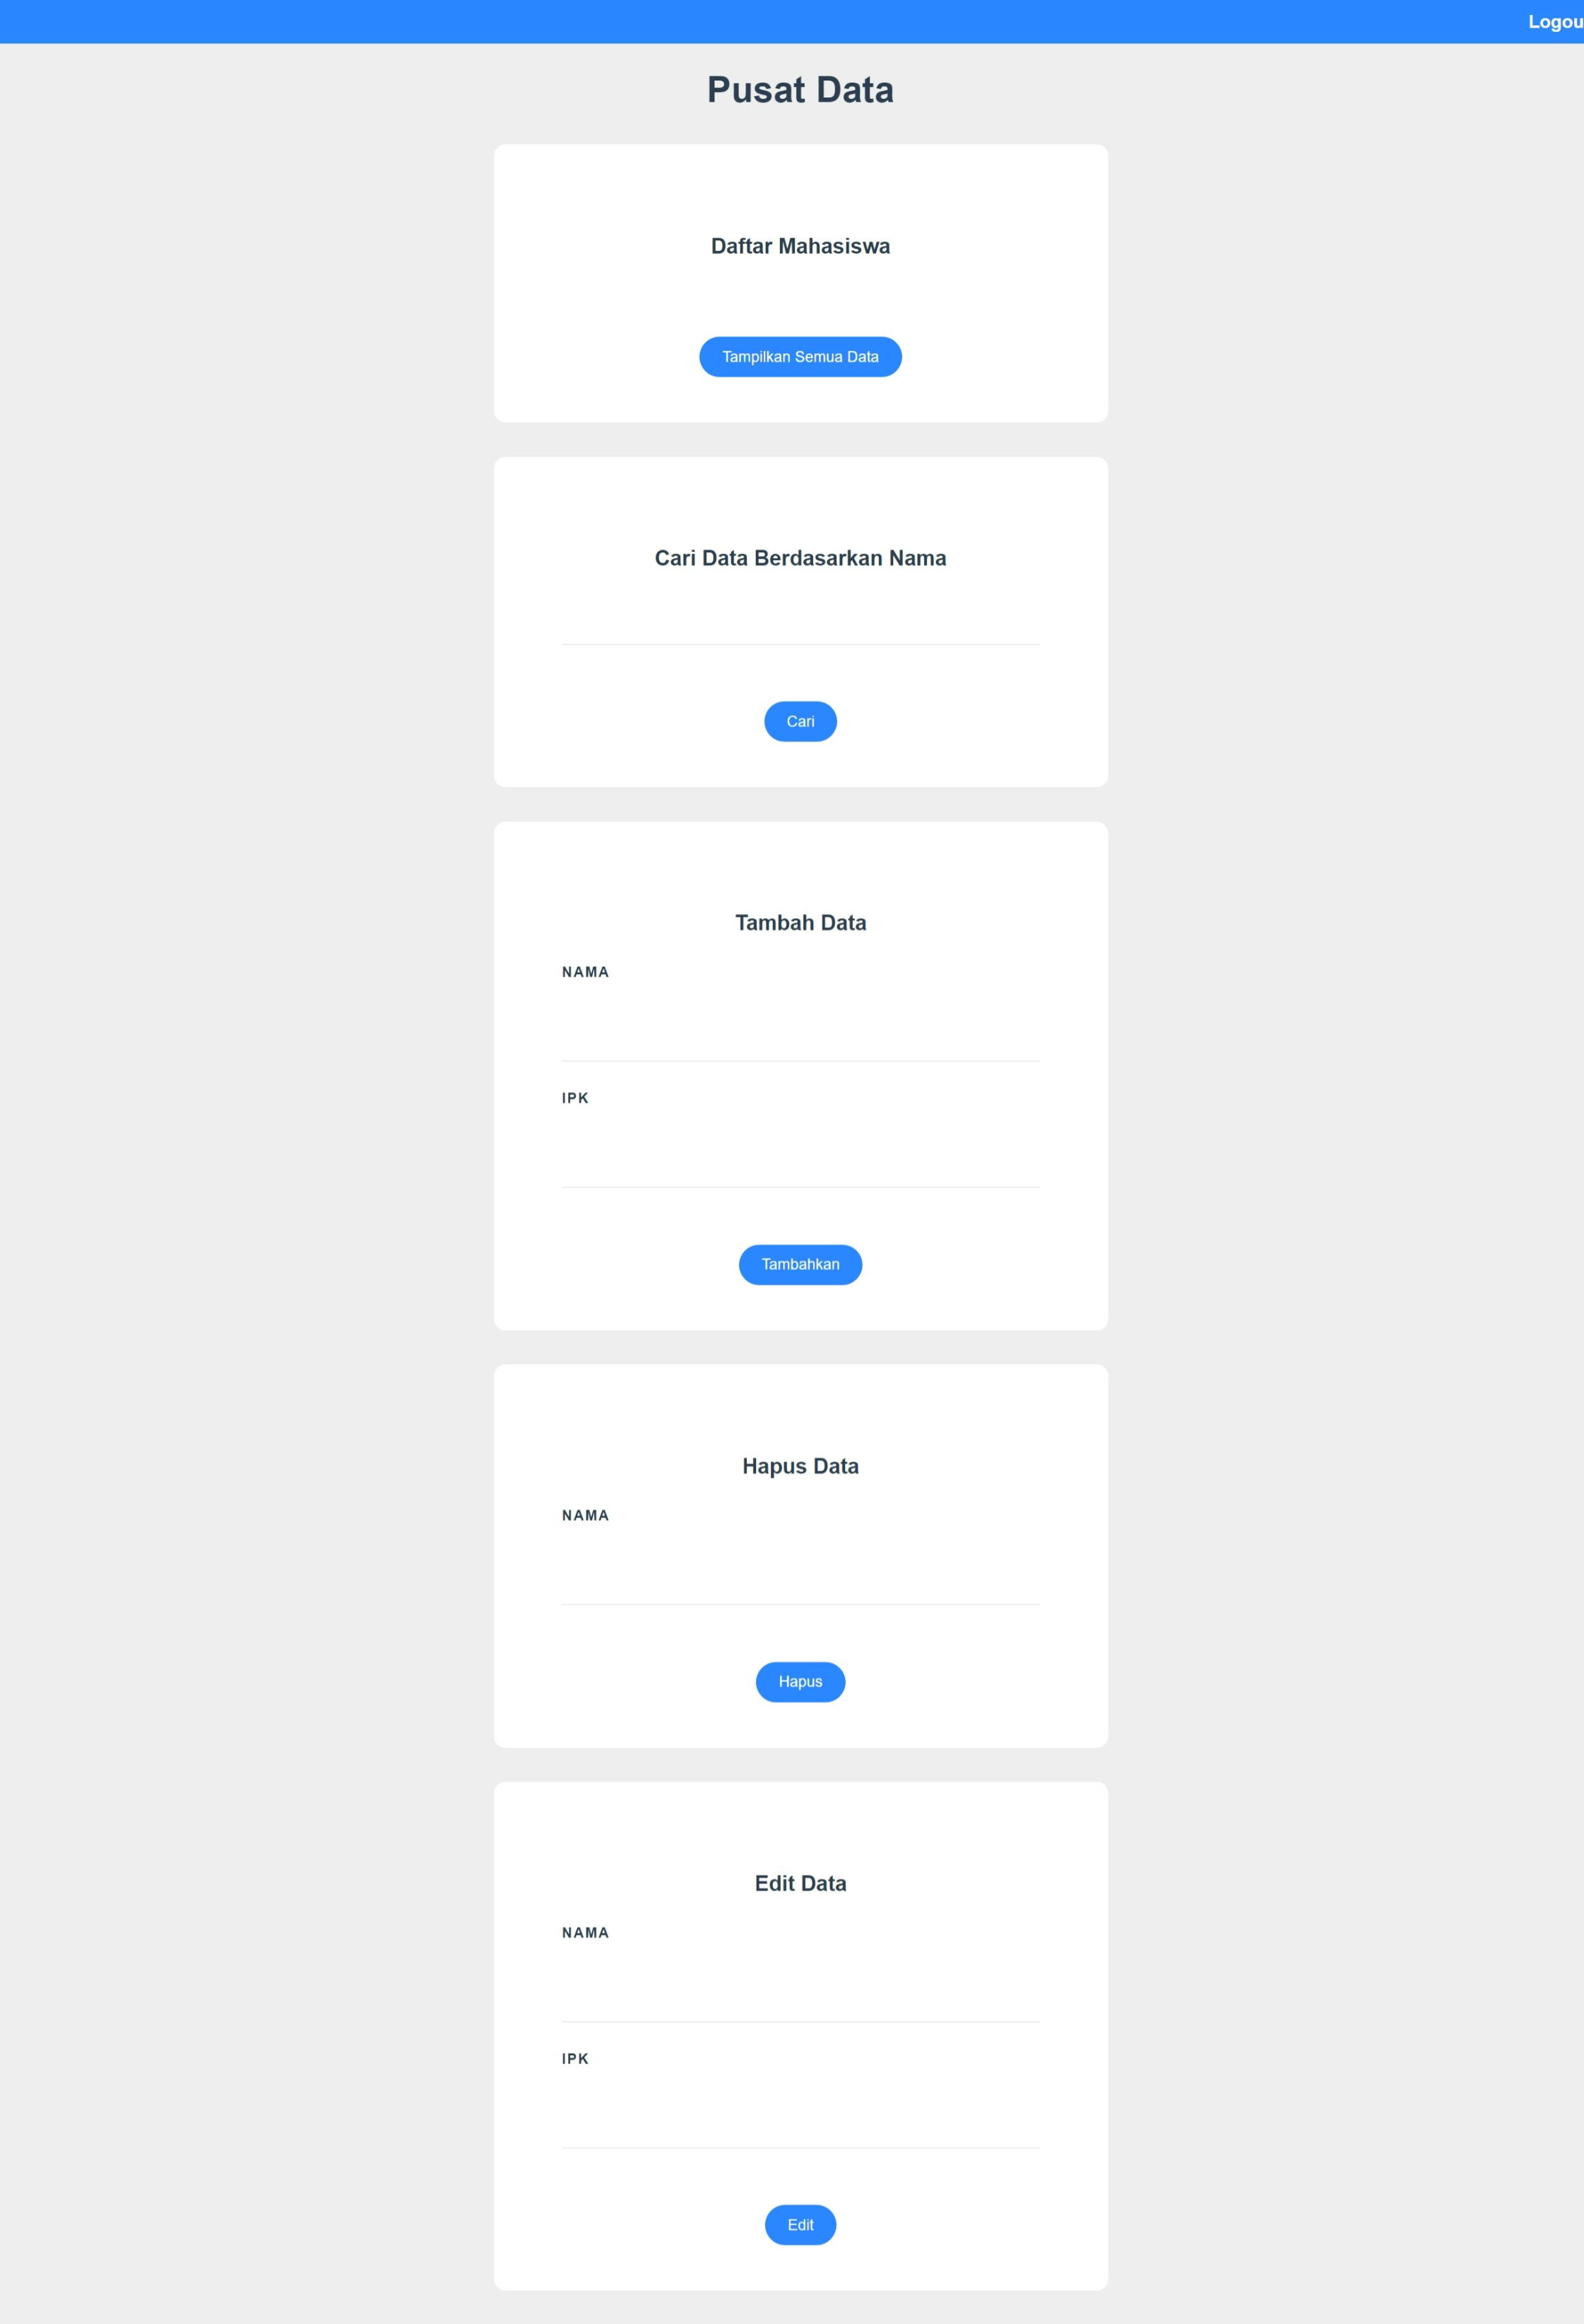 Logou
Pusat Data
Daftar Mahasiswa
Tampilkan Semua Data
Cari Data Berdasarkan Nama
Cari
Tambah Data
NAMA
IPK
Tambahkan
Hapus Data
NAMA
Hapus
Edit Data
NAMA
IPK
Edit